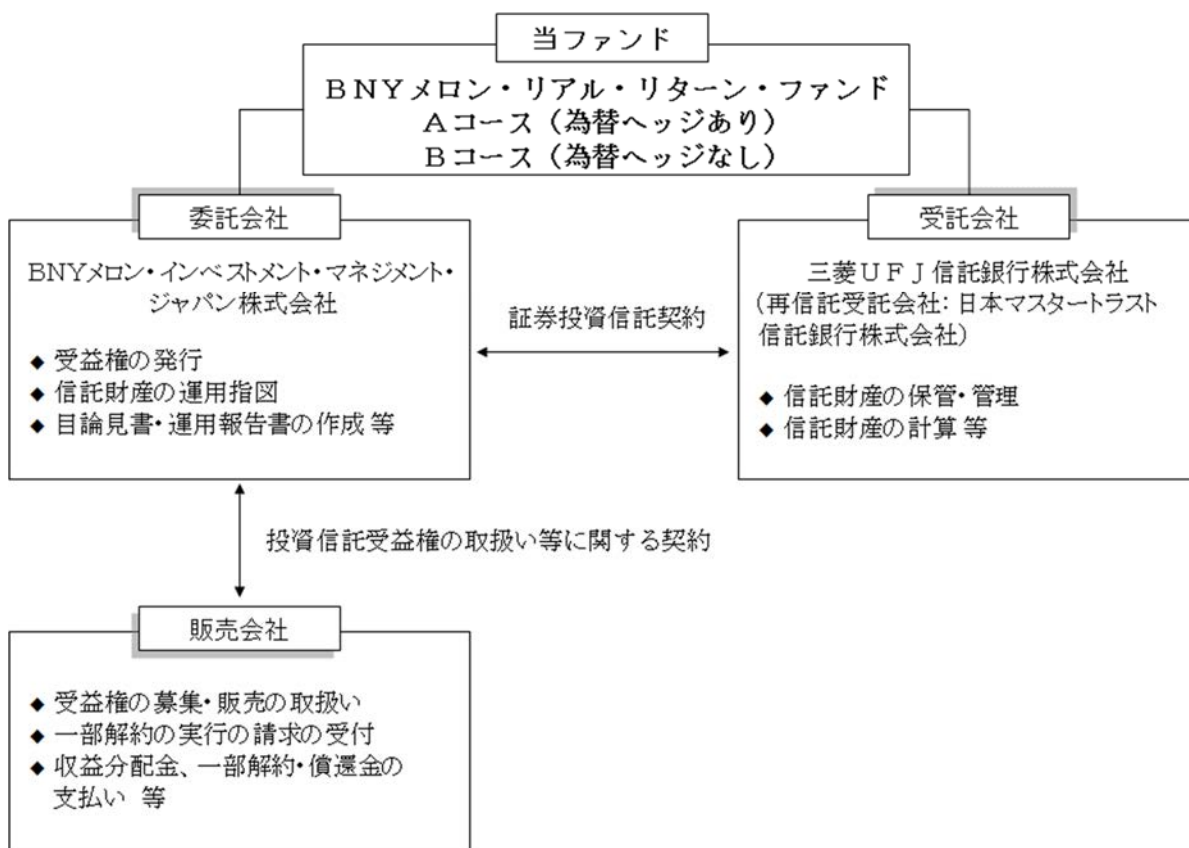 当ファンド
BNYメロン・リアル・リターン・ファンド
Aコース（為替ヘッジあり）
Bコース（為替ヘッジなし）
委託会社
BNYメロン・インベストメント・マネジメント・
ジャパン株式会社
◆ 受益権の発行
◆ 信託財産の運用指図
◆ 目論見書・運用報告書の作成 等
証券投資信託契約
受託会社
三菱UFJ信託銀行株式会社
(再信託受託会社: 日本マスタートラスト
信託銀行株式会社)
◆ 信託財産の保管・管理
◆ 信託財産の計算 等
投資信託受益権の取扱い等に関する契約
販売会社
◆ 受益権の募集・販売の取扱い
◆ 一部解約の実行の請求の受付
◆ 収益分配金、一部解約・償還金の
支払い 等